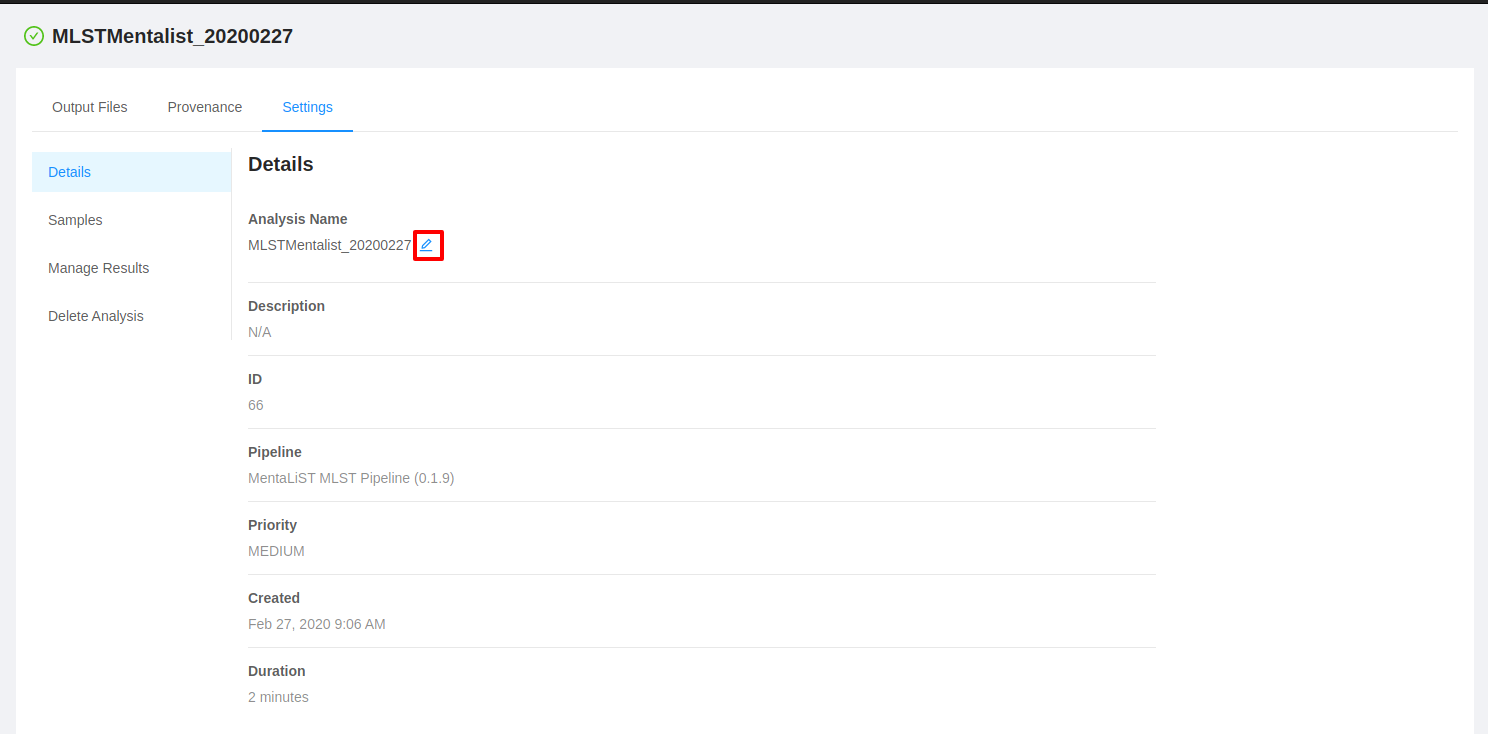 MLSTMentalist_20200227
Output Files
Provenance
Settings
Details
Samples
Manage Results
Delete Analysis
Details
Analysis Name
MLSTMentalist_20200227
Description
N/A
ID
66
Pipeline
MentaLiST MLST Pipeline (0.1.9)
Priority
MEDIUM
Created
Feb 27, 2020 9:06 AM
Duration
2 minutes